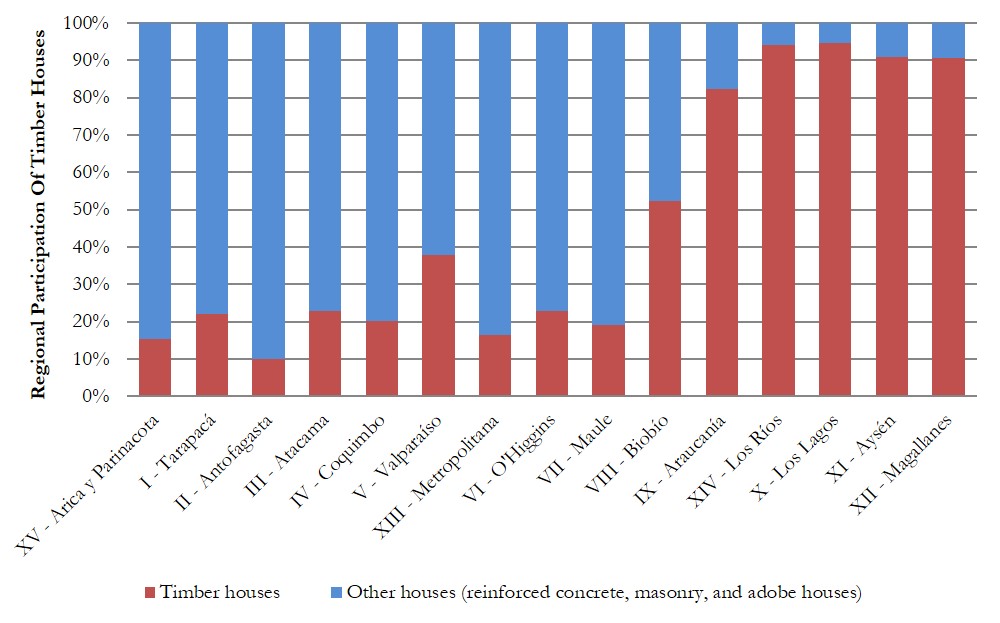 Regional Participation Of Timber Houses
100%
90%
80%
70%
60%
50%
40%
30%
20%
10%
0%
XV - Arica y Parinacota
I - Tarapacá
II - Antofagasta
III - Atacama
IV - Coquimbo
V - Valparaíso
XIII - Metropolitana
VI - O'Higgins
VII - Maule
VIII - Biobío
IX - Araucanía
XIV - Los Ríos
X - Los Lagos
XI - Aysén
XII - Magallanes
Timber houses
Other houses (reinforced concrete, masonry, and adobe houses)